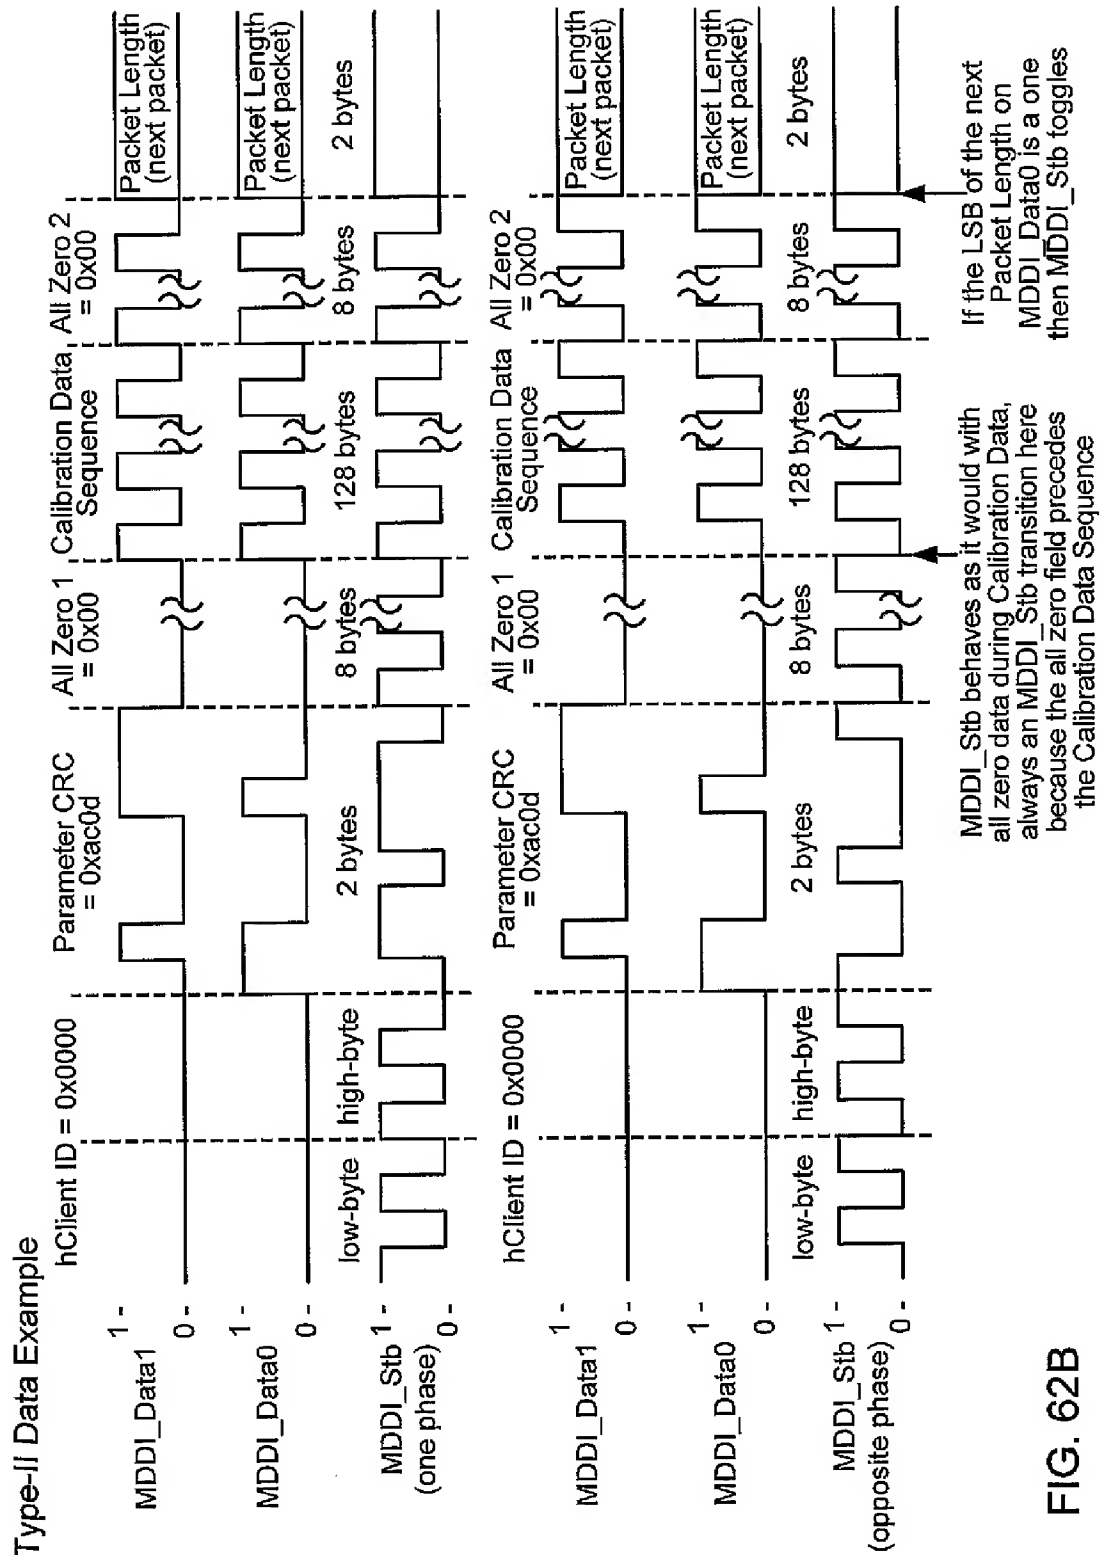 Type-II Data Example
hClient ID = 0x0000
Parameter CRC
= 0xac0d
All Zero 1
= 0x00
Calibration Data
Sequence
All Zero 2
= 0x00
MDDI_Data1
1 -
0 -
Packet Length
(next packet)
MDDI_Data0
1 -
0 -
Packet Length
(next packet)
low-byte
high-byte
2 bytes
8 bytes
128 bytes
8 bytes
2 bytes
MDDI_Stb
(one phase)
1 -
0 -
hClient ID = 0x0000
Parameter CRC
= 0xac0d
All Zero 1
= 0x00
Calibration Data
Sequence
All Zero 2
= 0x00
MDDI_Data1
1 -
0 -
Packet Length
(next packet)
MDDI_Data0
1 -
0 -
Packet Length
(next packet)
low-byte
high-byte
2 bytes
8 bytes
128 bytes
8 bytes
2 bytes
MDDI_Stb
(opposite phase)
1 -
0 -
MDDI_Stb behaves as it would with
all zero data during Calibration Data,
always an MDDI_Stb transition here
because the all zero field precedes
the Calibration Data Sequence
If the LSB of the next
Packet Length on
MDDI_Data0 is a one
then MDDI_Stb toggles
FIG. 62B